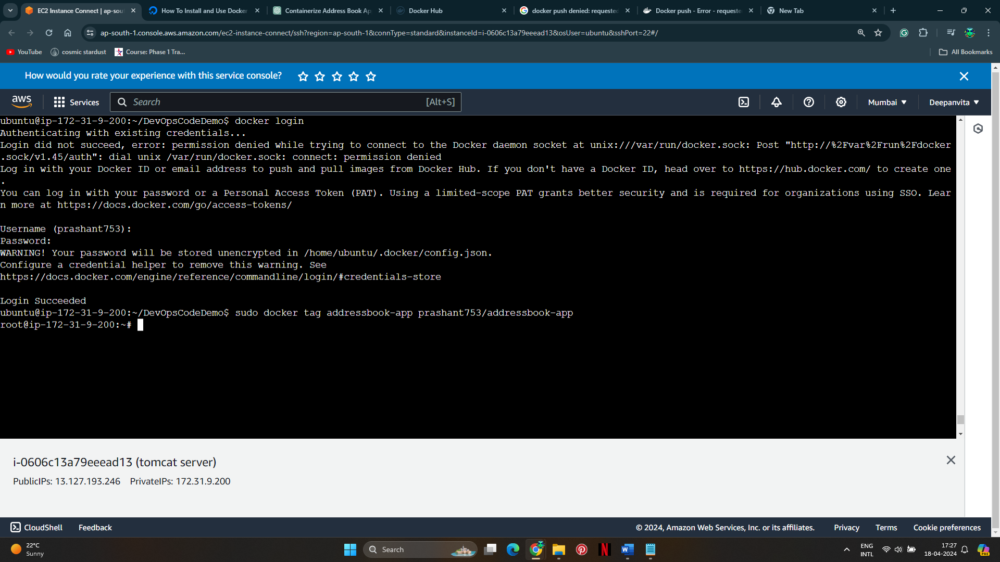 EC2 Instance Connect | ap-sou
How To Install and Use Docker
Containerize Address Book Ap
Docker Hub
docker push denied: requested
Docker push - Error - requeste
New Tab
ap-south-1.console.aws.amazon.com/ec2-instance-connect/ssh?region=ap-south-1&connType=standard&instanceId=i-0606c13a79eeead13&osUser=ubuntu&sshPort=22#/
YouTube
cosmic stardust
Course: Phase 1 Tra...
All Bookmarks
How would you rate your experience with this service console?
aws
Services
Search
[Alt+S]
Mumbai
Deepanvita
ubuntu@ip-172-31-9-200:~/DevOpsCodeDemo$ docker login
Authenticating with existing credentials...
Login did not succeed, error: permission denied while trying to connect to the Docker daemon socket at unix:///var/run/docker.sock: Post "http://%2Fvar%2Frun%2Fdocker
.sock/v1.45/auth": dial unix /var/run/docker.sock: connect: permission denied
Log in with your Docker ID or email address to push and pull images from Docker Hub. If you don't have a Docker ID, head over to https://hub.docker.com/ to create one
.
You can log in with your password or a Personal Access Token (PAT). Using a limited-scope PAT grants better security and is required for organizations using SSO. Lear
n more at https://docs.docker.com/go/access-tokens/
Username (prashant753):
Password:
WARNING! Your password will be stored unencrypted in /home/ubuntu/.docker/config.json.
Configure a credential helper to remove this warning. See
https://docs.docker.com/engine/reference/commandline/login/#credentials-store
Login Succeeded
ubuntu@ip-172-31-9-200:~/DevOpsCodeDemo$ sudo docker tag addressbook-app prashant753/addressbook-app
root@ip-172-31-9-200:~#
i-0606c13a79eeead13 (tomcat server)
PublicIPs: 13.127.193.246 PrivateIPs: 172.31.9.200
CloudShell
Feedback
© 2024, Amazon Web Services, Inc. or its affiliates.
Privacy
Terms
Cookie preferences
22°C
Sunny
Search
ENG
INTL
17:27
18-04-2024
PRE